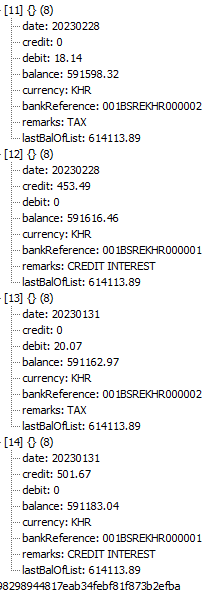 [11] {} (8)
date: 20230228
credit: 0
debit: 18.14
balance: 591598.32
currency: KHR
bankReference: 001BSREKHR000002
remarks: TAX
lastBalOfList: 614113.89
[12] {} (8)
date: 20230228
credit: 453.49
debit: 0
balance: 591616.46
currency: KHR
bankReference: 001BSREKHR000001
remarks: CREDIT INTEREST
lastBalOfList: 614113.89
[13] {} (8)
date: 20230131
credit: 0
debit: 20.07
balance: 591162.97
currency: KHR
bankReference: 001BSREKHR000002
remarks: TAX
lastBalOfList: 614113.89
[14] {} (8)
date: 20230131
credit: 501.67
debit: 0
balance: 591183.04
currency: KHR
bankReference: 001BSREKHR000001
remarks: CREDIT INTEREST
lastBalOfList: 614113.89
98298944817eab34febf81f873b2efba